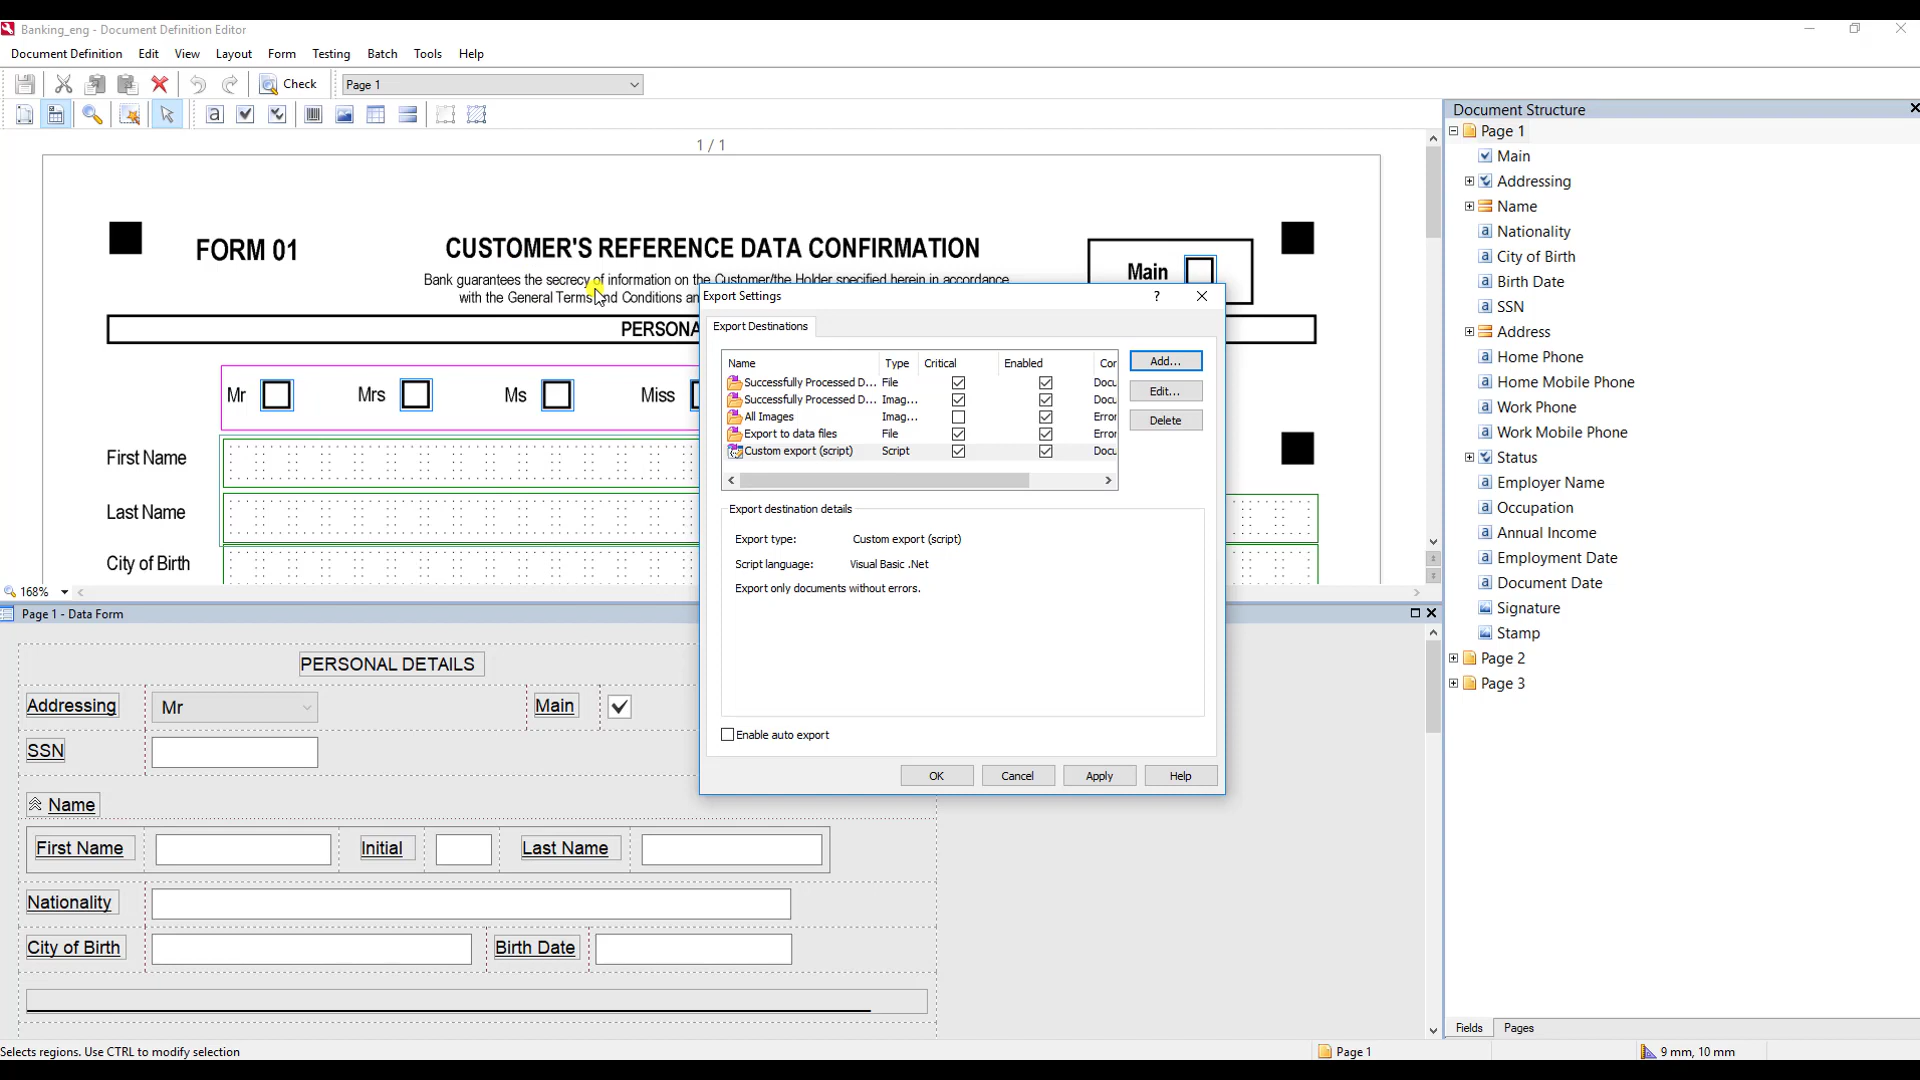 Banking_eng - Document Definition Editor
Document Definition Edit View Layout Form Testing Batch Tools Help
Check Page 1
1 / 1
FORM 01
CUSTOMER'S REFERENCE DATA CONFIRMATION
Bank guarantees the secrecy of information on the Customer/the Holder specified herein in accordance
with the General Terms and Conditions an
Main
PERSONA
Mr Mrs Ms Miss
First Name
Last Name
City of Birth
168%
Page 1 - Data Form
PERSONAL DETAILS
Addressing Mr Main
SSN
Name
First Name Initial Last Name
Nationality
City of Birth Birth Date
Export Settings
?
Export Destinations
Name Type Critical Enabled Cor
Successfully Processed D... File Docu
Successfully Processed D... Imag... Docu
All Images Imag... Error
Export to data files File Error
Custom export (script) Script Docu
Add...
Edit...
Delete
Export destination details
Export type: Custom export (script)
Script language: Visual Basic .Net
Export only documents without errors.
Enable auto export
OK Cancel Apply Help
Document Structure
Page 1
Main
Addressing
Name
Nationality
City of Birth
Birth Date
SSN
Address
Home Phone
Home Mobile Phone
Work Phone
Work Mobile Phone
Status
Employer Name
Occupation
Annual Income
Employment Date
Document Date
Signature
Stamp
Page 2
Page 3
Fields Pages
Selects regions. Use CTRL to modify selection
Page 1
9 mm, 10 mm